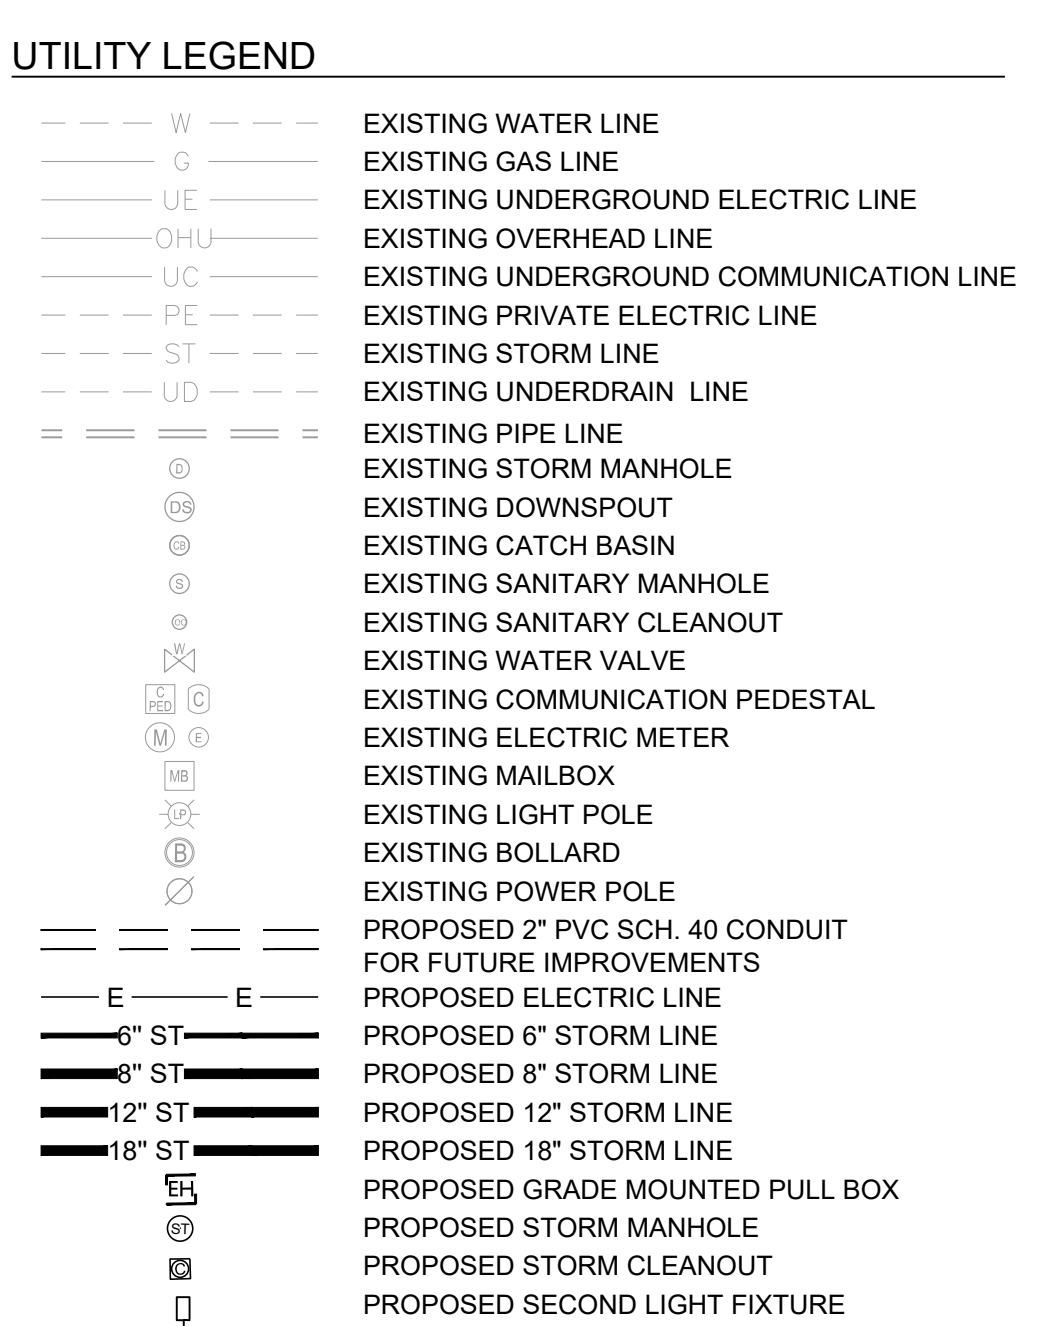 UTILITY LEGEND
W EXISTING WATER LINE
G EXISTING GAS LINE
UE EXISTING UNDERGROUND ELECTRIC LINE
OHU EXISTING OVERHEAD LINE
UC EXISTING UNDERGROUND COMMUNICATION LINE
PE EXISTING PRIVATE ELECTRIC LINE
ST EXISTING STORM LINE
UD EXISTING UNDERDRAIN LINE
EXISTING PIPE LINE
D EXISTING STORM MANHOLE
DS EXISTING DOWNSPOUT
CB EXISTING CATCH BASIN
S EXISTING SANITARY MANHOLE
EXISTING SANITARY CLEANOUT
W EXISTING WATER VALVE
C PED C EXISTING COMMUNICATION PEDESTAL
M E EXISTING ELECTRIC METER
MB EXISTING MAILBOX
LP EXISTING LIGHT POLE
B EXISTING BOLLARD
EXISTING POWER POLE
PROPOSED 2" PVC SCH. 40 CONDUIT
FOR FUTURE IMPROVEMENTS
E E PROPOSED ELECTRIC LINE
6" ST PROPOSED 6" STORM LINE
8" ST PROPOSED 8" STORM LINE
12" ST PROPOSED 12" STORM LINE
18" ST PROPOSED 18" STORM LINE
EH PROPOSED GRADE MOUNTED PULL BOX
ST PROPOSED STORM MANHOLE
C PROPOSED STORM CLEANOUT
PROPOSED SECOND LIGHT FIXTURE